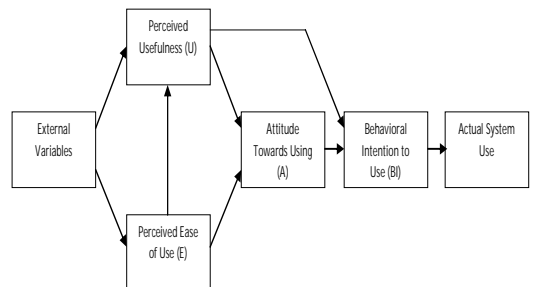 Perceived
Usefulness (U)
External
Variables
Attitude
Towards Using
(A)
Behavioral
Intention to
Use (BI)
Actual System
Use
Perceived Ease
of Use (E)